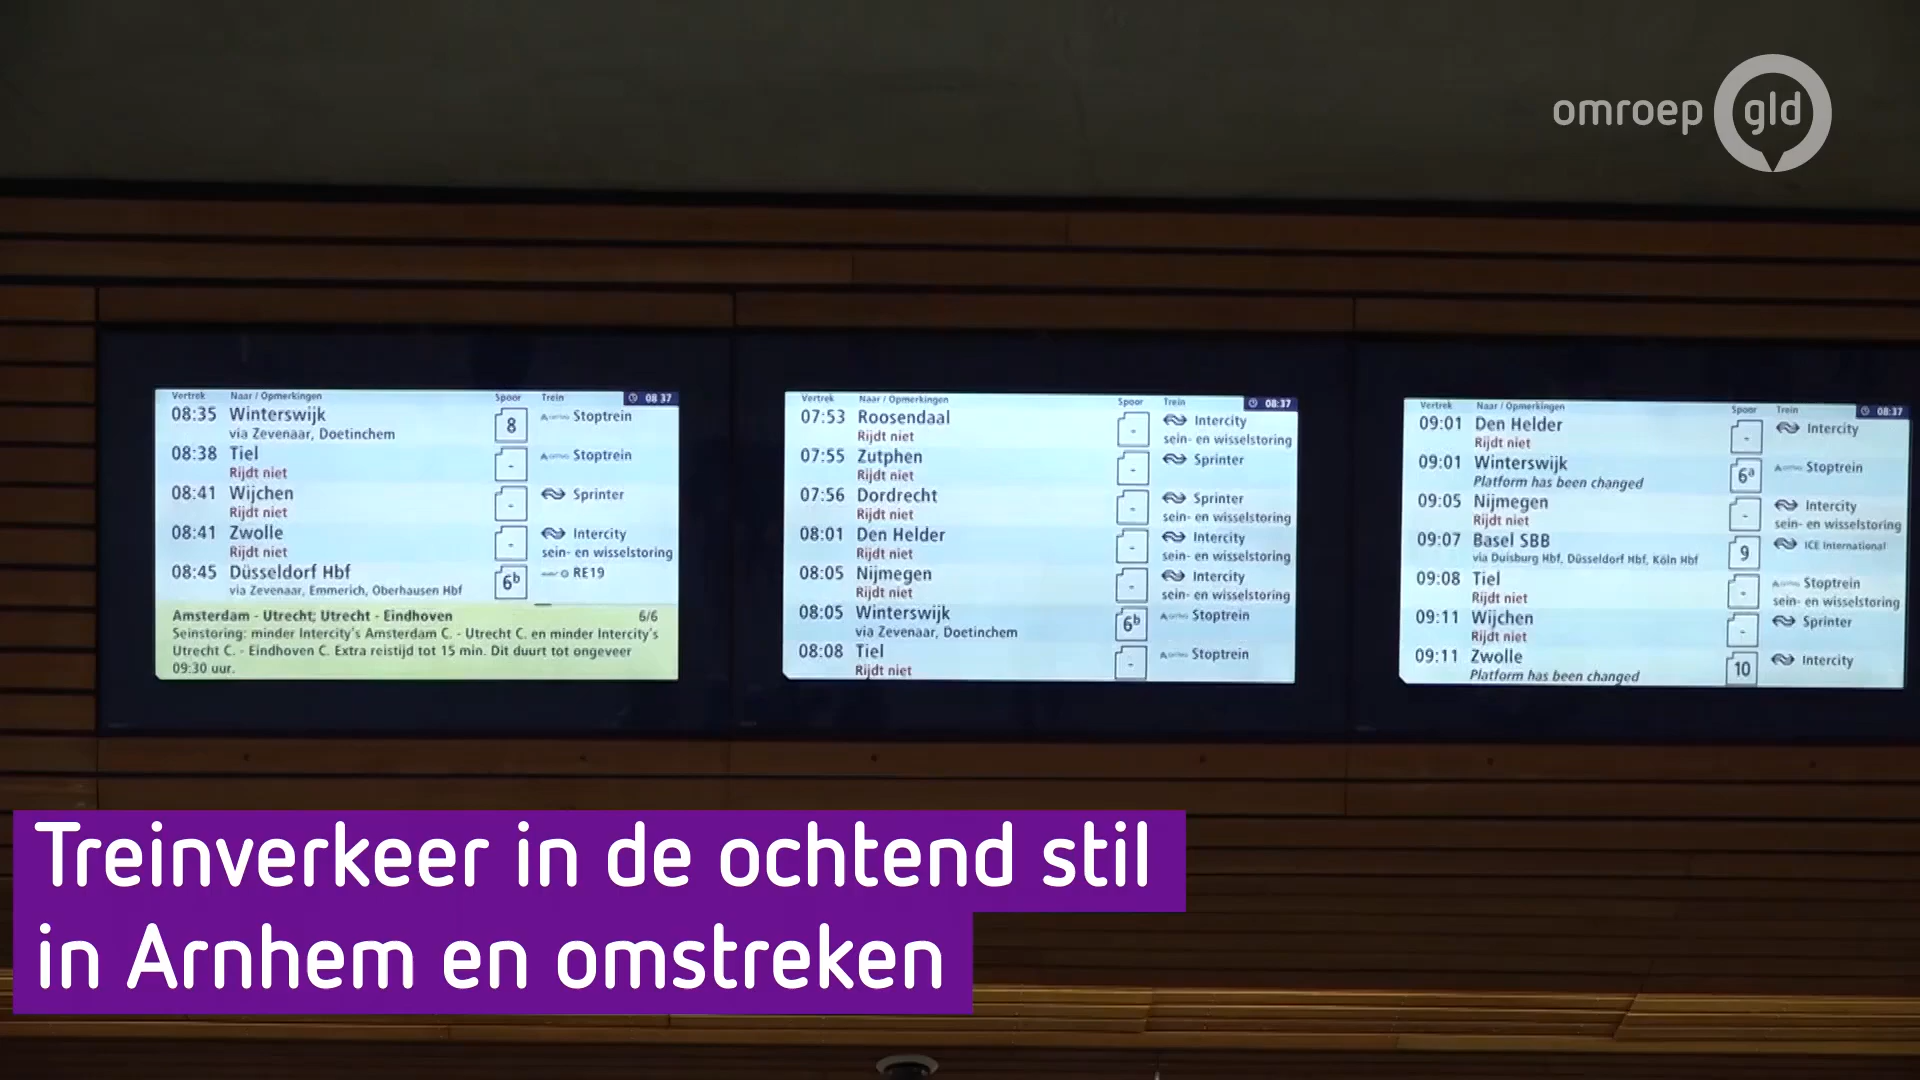 omroep gld
Vertrek Naar / Opmerkingen Spoor Trein 08:37
08:35 Winterswijk 8 Stoptrein
via Zevenaar, Doetinchem
08:38 Tiel - Stoptrein
Rijdt niet
08:41 Wijchen - Sprinter
Rijdt niet
08:41 Zwolle - Intercity
Rijdt niet sein- en wisselstoring
08:45 Düsseldorf Hbf 6b RE19
via Zevenaar, Emmerich, Oberhausen Hbf
Amsterdam - Utrecht; Utrecht - Eindhoven 6/6
Seinstoring: minder Intercity's Amsterdam C. - Utrecht C. en minder Intercity's
Utrecht C. - Eindhoven C. Extra reistijd tot 15 min. Dit duurt tot ongeveer
09:30 uur.
Vertrek Naar / Opmerkingen Spoor Trein 08:37
07:53 Roosendaal - Intercity
Rijdt niet sein- en wisselstoring
07:55 Zutphen - Sprinter
Rijdt niet
07:56 Dordrecht - Sprinter
Rijdt niet sein- en wisselstoring
08:01 Den Helder - Intercity
Rijdt niet sein- en wisselstoring
08:05 Nijmegen - Intercity
Rijdt niet sein- en wisselstoring
08:05 Winterswijk 6b Stoptrein
via Zevenaar, Doetinchem
08:08 Tiel - Stoptrein
Rijdt niet
Vertrek Naar / Opmerkingen Spoor Trein 08:37
09:01 Den Helder - Intercity
Rijdt niet
09:01 Winterswijk 6a Stoptrein
Platform has been changed
09:05 Nijmegen - Intercity
Rijdt niet sein- en wisselstoring
09:07 Basel SBB 9 ICE International
via Duisburg Hbf, Düsseldorf Hbf, Köln Hbf
09:08 Tiel - Stoptrein
Rijdt niet sein- en wisselstoring
09:11 Wijchen - Sprinter
Rijdt niet
09:11 Zwolle 10 Intercity
Platform has been changed
Treinverkeer in de ochtend stil
in Arnhem en omstreken